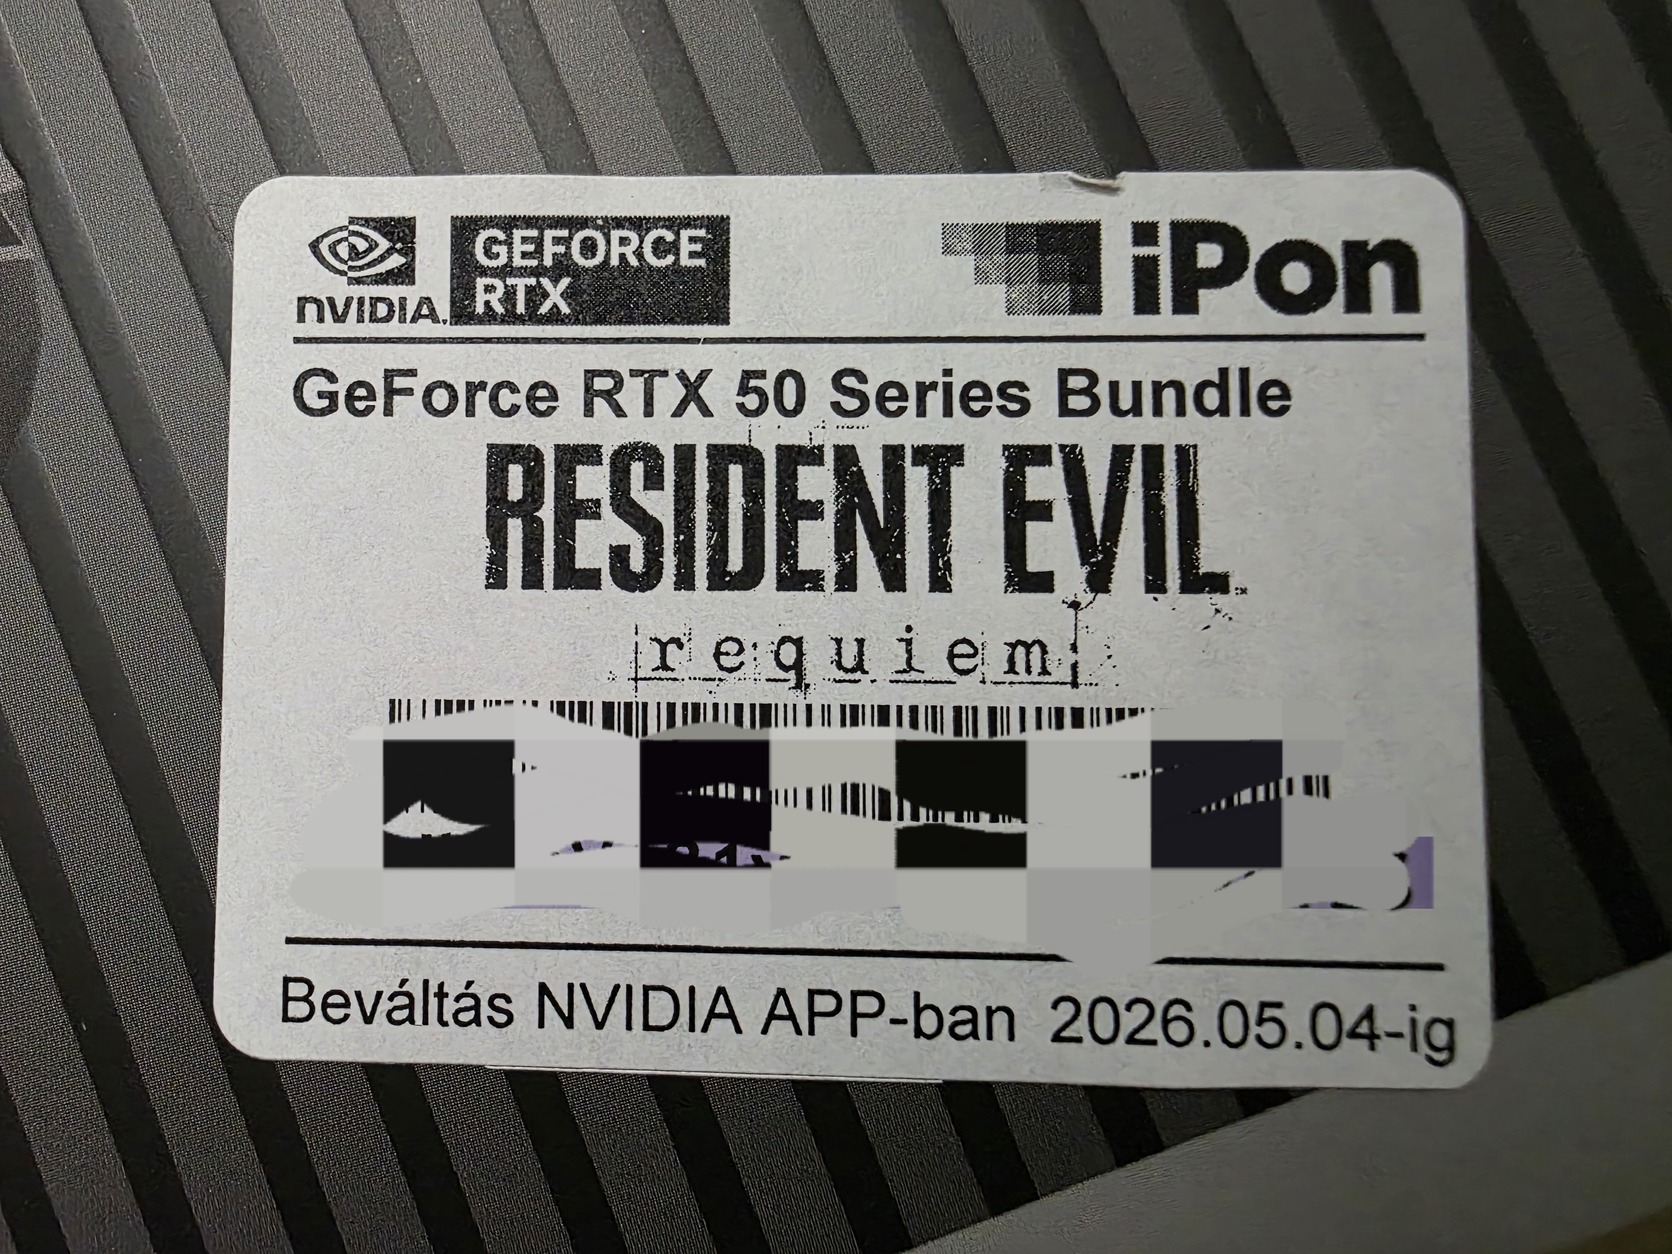 NVIDIA.
GEFORCE
RTX
iPon
GeForce RTX 50 Series Bundle
RESIDENT EVIL
requiem
Beváltás NVIDIA APP-ban 2026.05.04-ig